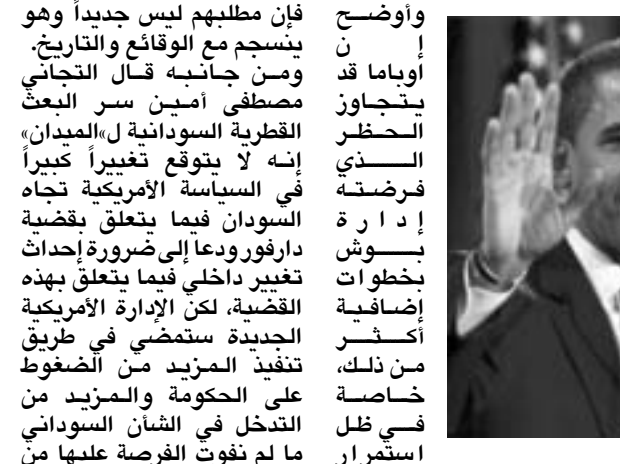 وأوضح
إ ن
اوباما قد
يتجاوز
الحظر
الذي
فرضته
إ د ا ر ة
بوش
بخطوات
إضافية
أكثر
من ذلك،
خاصة
في ظل
استمرار
فإن مطلبهم ليس جديداً وهو
ينسجم مع الوقائع والتاريخ.
ومن جانبه قال التجاني
مصطفى أمين سر البعث
القطرية السودانية ل»الميدان»
إنه لا يتوقع تغييراً كبيراً
في السياسة الأمريكية تجاه
السودان فيما يتعلق بقضية
دارفور ودعا إلى ضرورة إحداث
تغيير داخلي فيما يتعلق بهذه
القضية، لكن الإدارة الأمريكية
الجديدة ستمضي في طريق
تنفيذ المزيد من الضغوط
على الحكومة والمزيد من
التدخل في الشأن السوداني
ما لم نفوت الفرصة عليها من